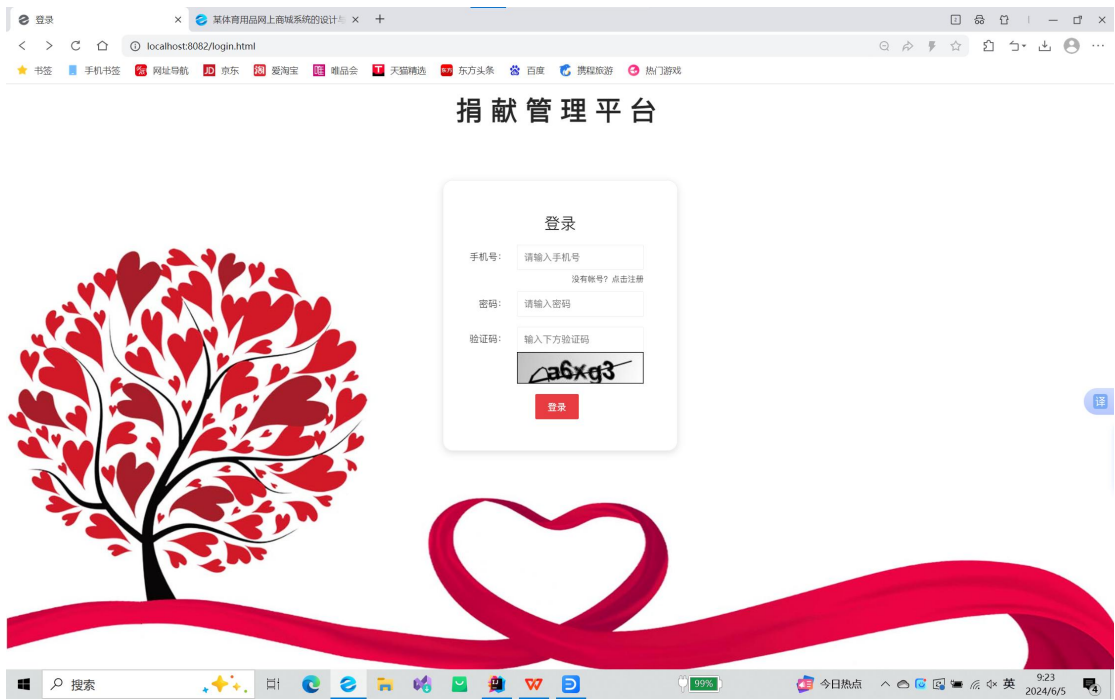 登录
某体育用品网上商城系统的设计与
localhost:8082/login.html
书签 手机书签 网址导航 JD 京东 爱淘宝 唯品会 天猫精选 东方头条 百度 携程旅游 热门游戏
捐献管理平台
登录
手机号： 请输入手机号
没有帐号？点击注册
密码： 请输入密码
验证码： 输入下方验证码
a6xg3
登录
译
搜索
99%
今日热点
英
9:23
2024/6/5
4